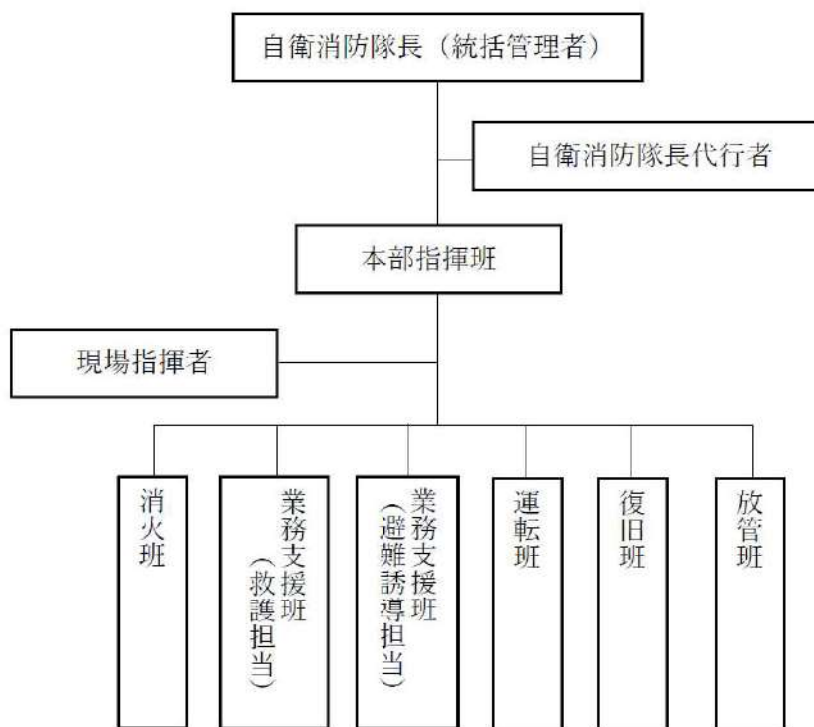 自衛消防隊長（統括管理者）
自衛消防隊長代行者
本部指揮班
現場指揮者
消火班
業務支援班
（救護担当）
業務支援班
（避難誘導担当）
運転班
復旧班
放管班